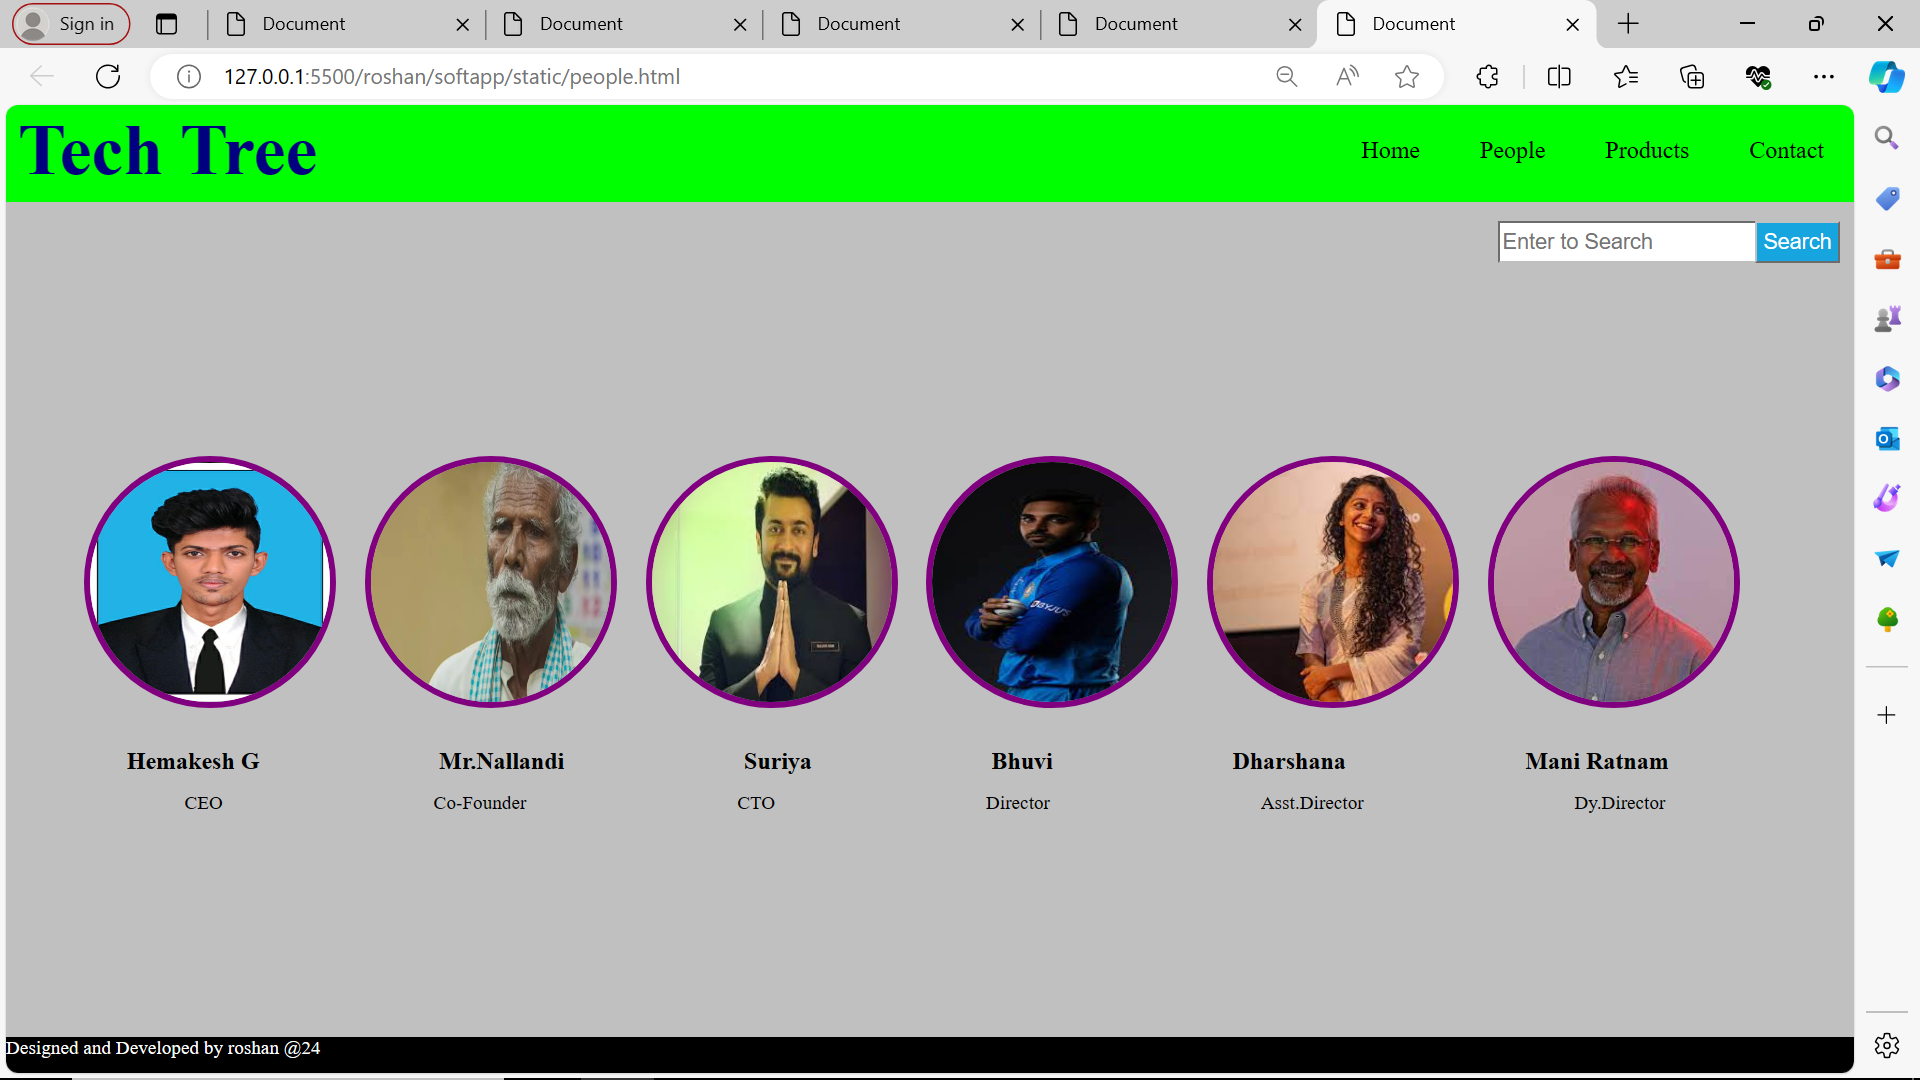 Sign in
Document
Document
Document
Document
Document
127.0.0.1:5500/roshan/softapp/static/people.html
Tech Tree
Home People Products Contact
Enter to Search Search
BYJU'S
Hemakesh G Mr.Nallandi Suriya Bhuvi Dharshana Mani Ratnam
CEO Co-Founder CTO Director Asst.Director Dy.Director
Designed and Developed by roshan @24